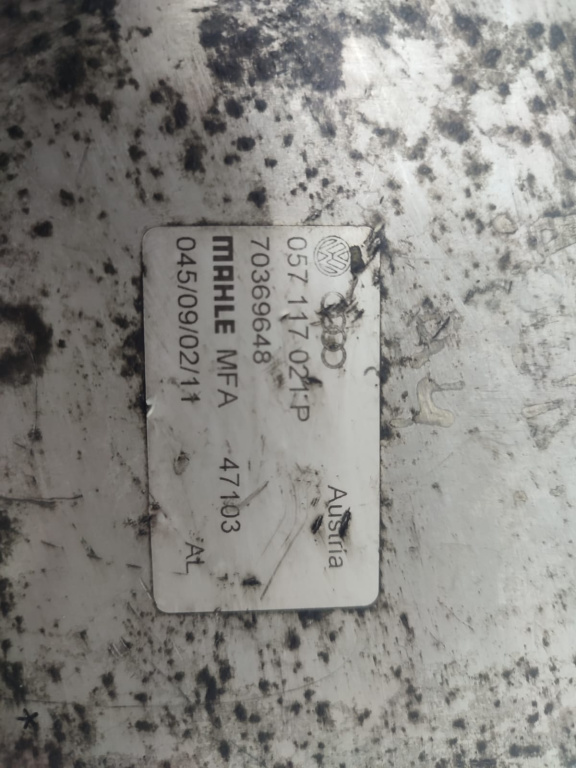 Austria
057 117 021 P
70369648
MAHLE MFA 47103
045/09/02/11 AL